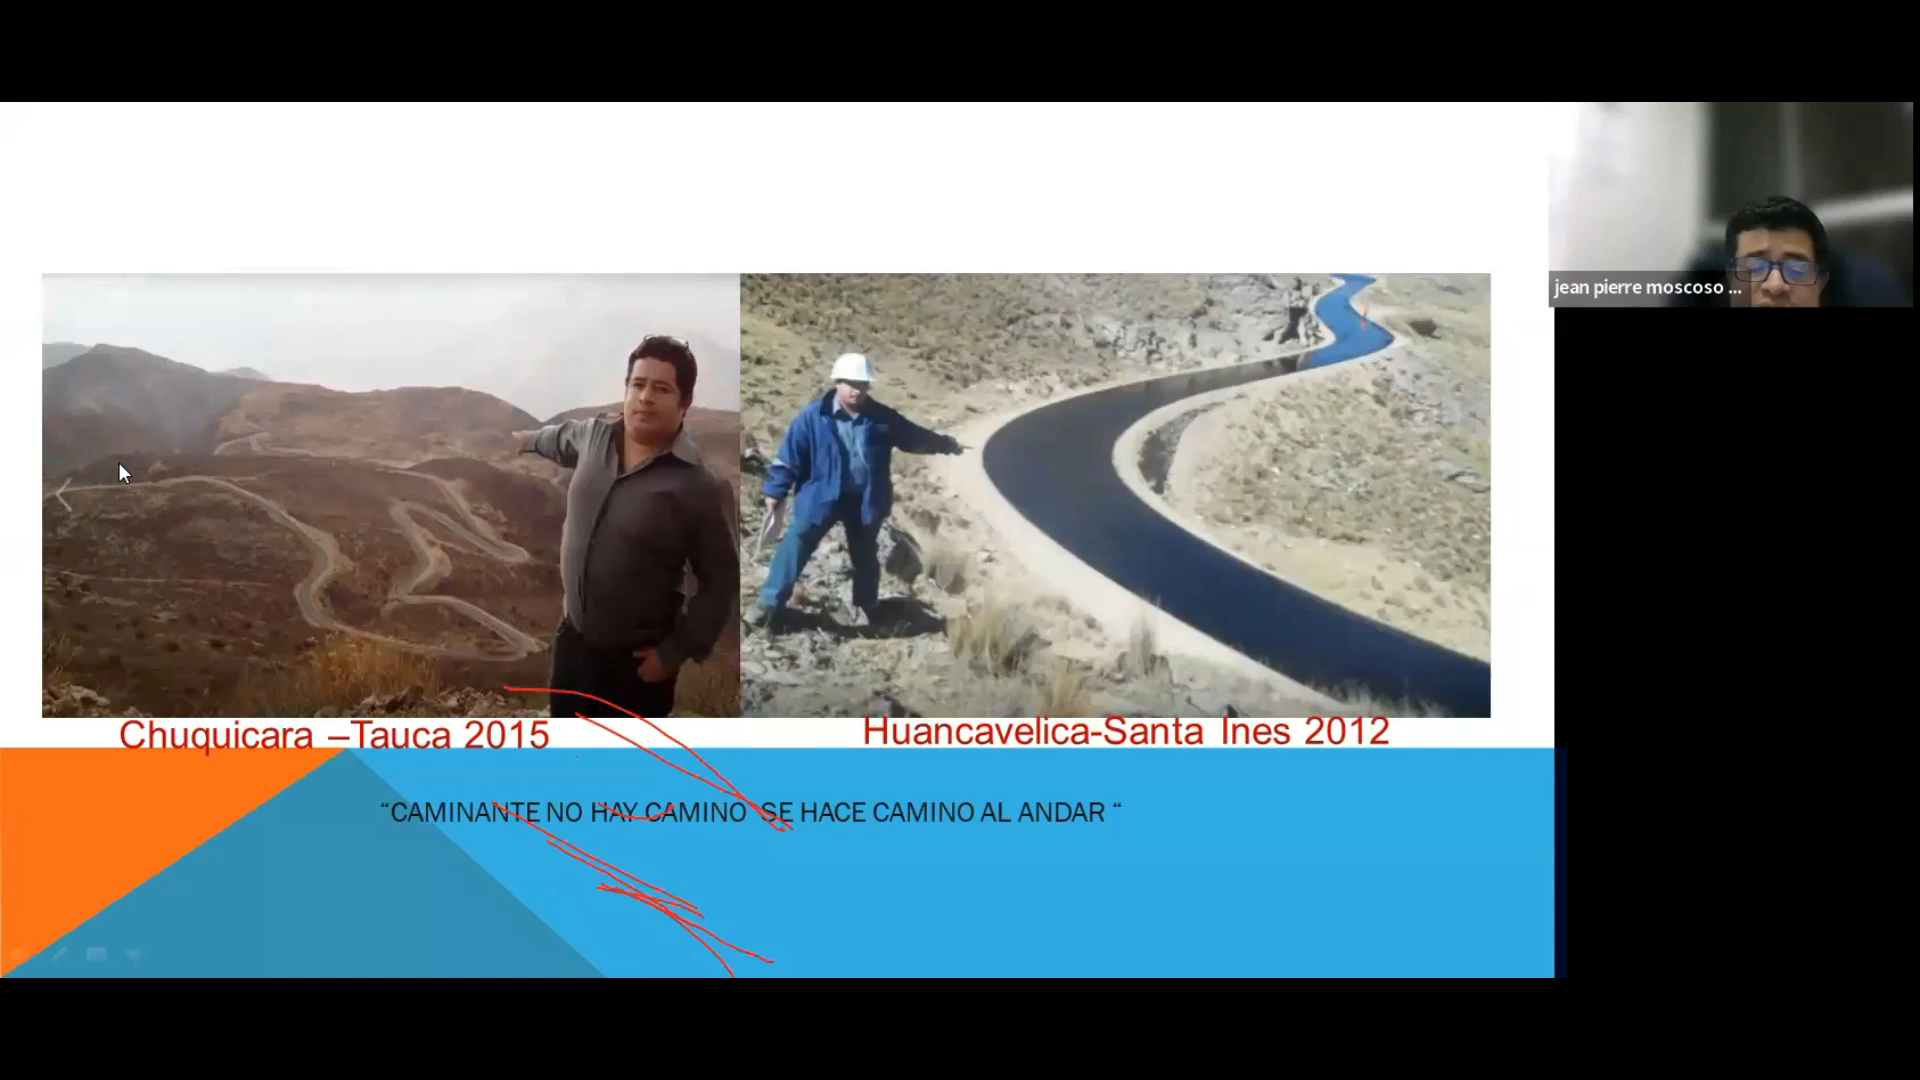 jean pierre moscoso ...
Chuquicara –Tauca 2015
Huancavelica-Santa Ines 2012
“CAMINANTE NO HAY CAMINO SE HACE CAMINO AL ANDAR “